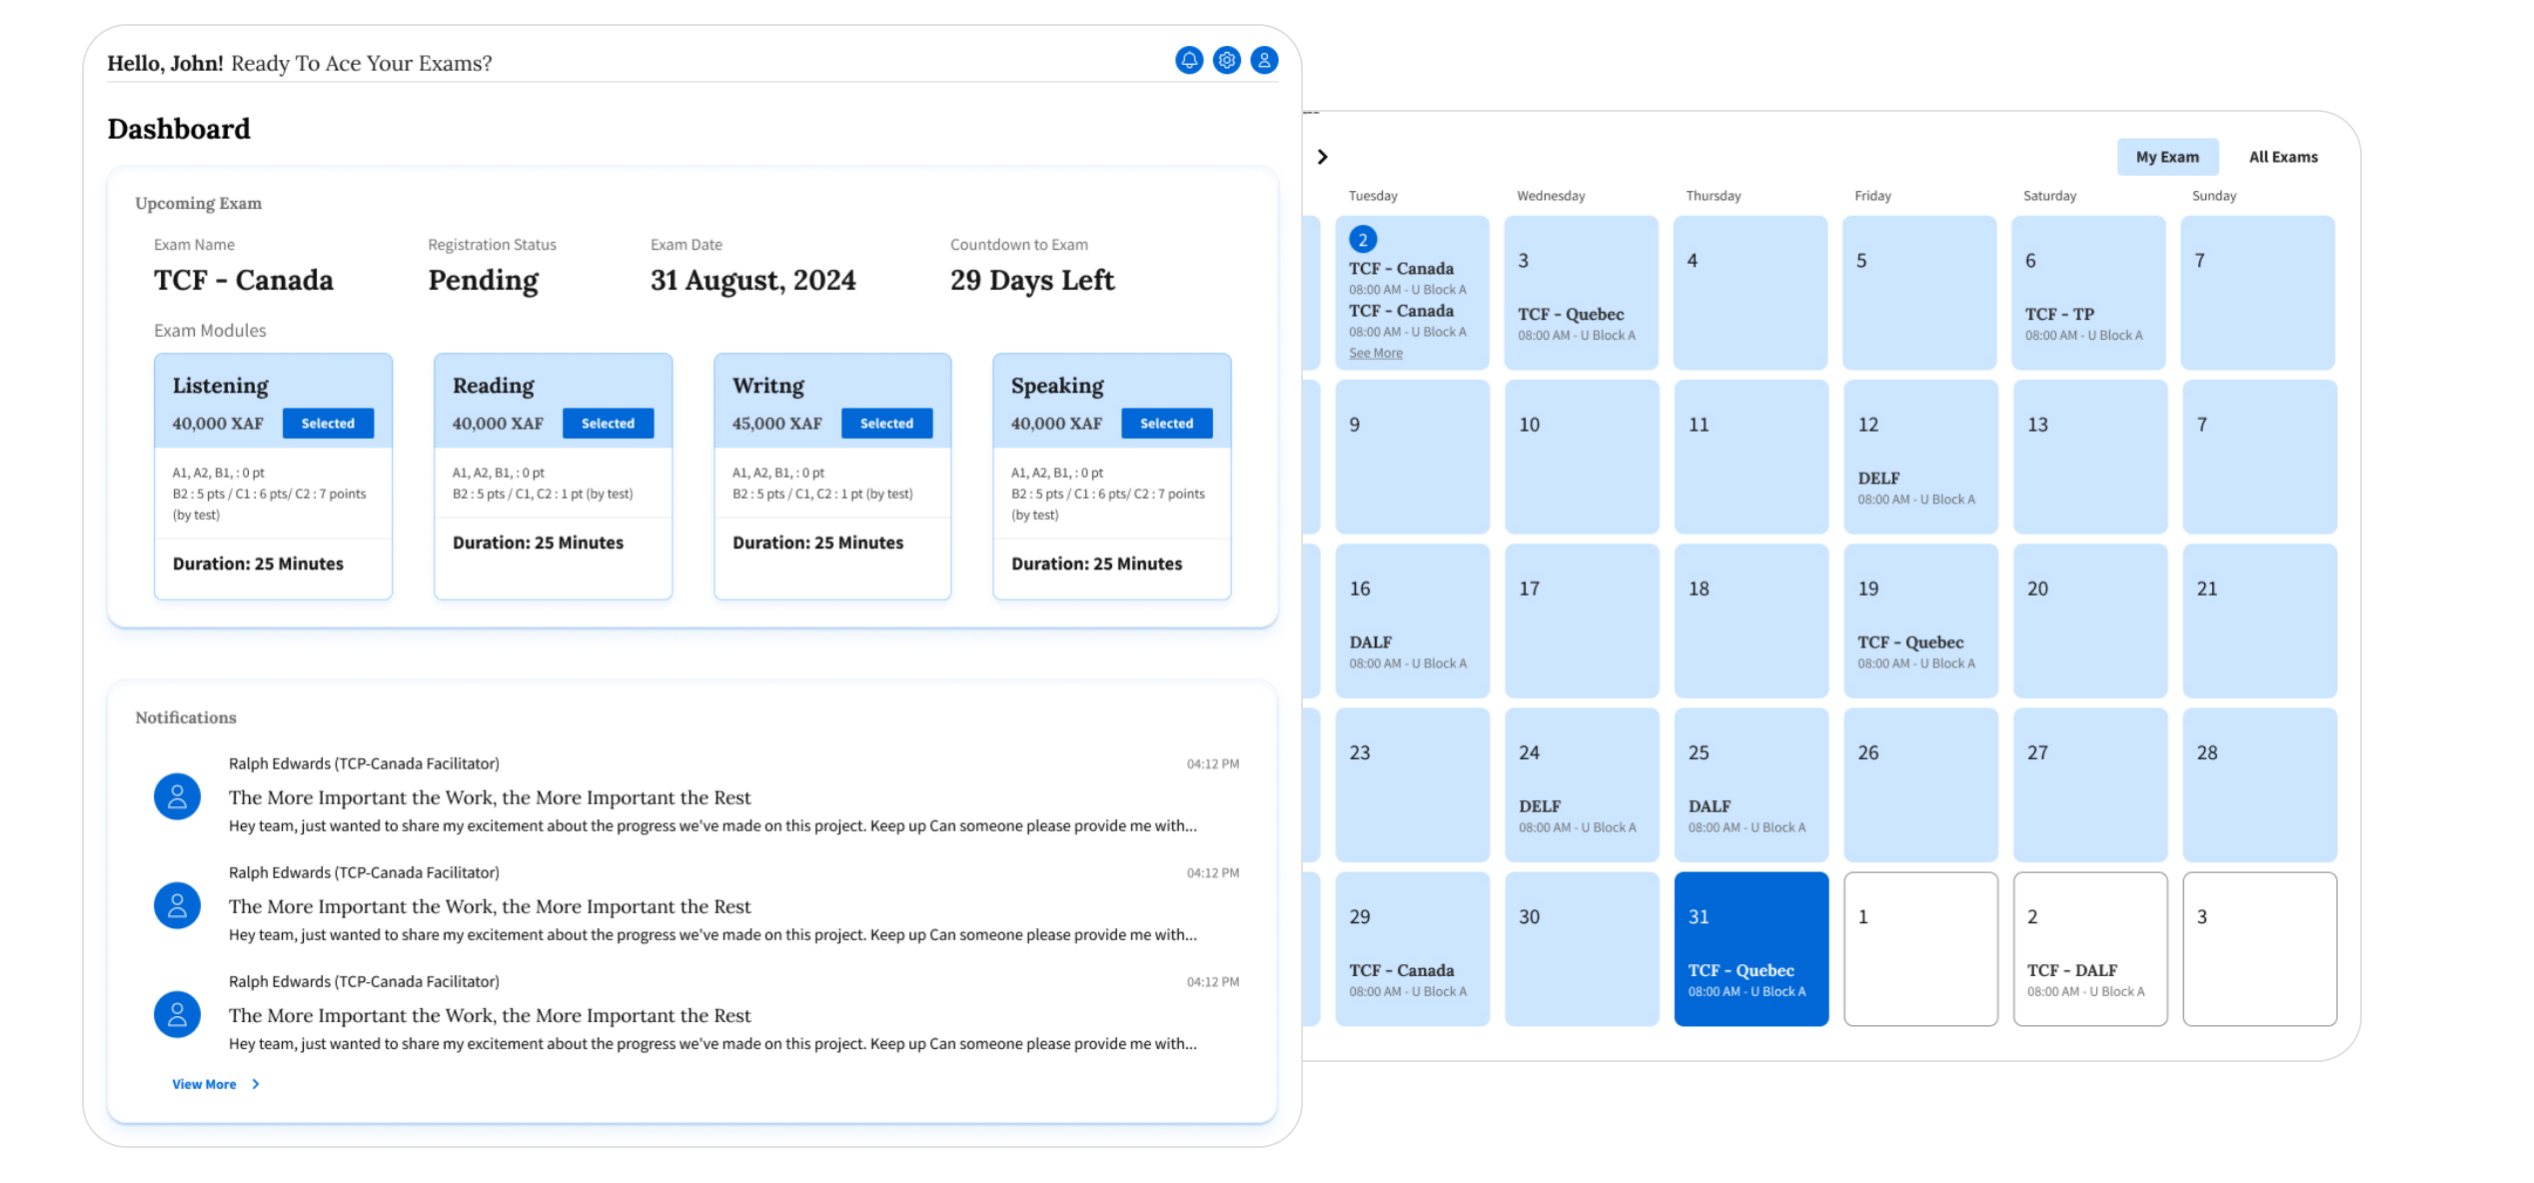 Hello, John! Ready To Ace Your Exams?
Dashboard
Upcoming Exam
Exam Name
Registration Status
Exam Date
Countdown to Exam
TCF - Canada
Pending
31 August, 2024
29 Days Left
Exam Modules
Listening
40,000 XAF
Selected
A1, A2, B1, : 0 pt
B2 : 5 pts / C1 : 6 pts/ C2 : 7 points
(by test)
Duration: 25 Minutes
Reading
40,000 XAF
Selected
A1, A2, B1, : 0 pt
B2 : 5 pts / C1, C2 : 1 pt (by test)
Duration: 25 Minutes
Writng
45,000 XAF
Selected
A1, A2, B1, : 0 pt
B2 : 5 pts / C1, C2 : 1 pt (by test)
Duration: 25 Minutes
Speaking
40,000 XAF
Selected
A1, A2, B1, : 0 pt
B2 : 5 pts / C1 : 6 pts/ C2 : 7 points
(by test)
Duration: 25 Minutes
Notifications
Ralph Edwards (TCP-Canada Facilitator)
04:12 PM
The More Important the Work, the More Important the Rest
Hey team, just wanted to share my excitement about the progress we've made on this project. Keep up Can someone please provide me with...
Ralph Edwards (TCP-Canada Facilitator)
04:12 PM
The More Important the Work, the More Important the Rest
Hey team, just wanted to share my excitement about the progress we've made on this project. Keep up Can someone please provide me with...
Ralph Edwards (TCP-Canada Facilitator)
04:12 PM
The More Important the Work, the More Important the Rest
Hey team, just wanted to share my excitement about the progress we've made on this project. Keep up Can someone please provide me with...
View More
My Exam
All Exams
Tuesday
Wednesday
Thursday
Friday
Saturday
Sunday
2
TCF - Canada
08:00 AM - U Block A
TCF - Canada
08:00 AM - U Block A
See More
3
TCF - Quebec
08:00 AM - U Block A
4
5
6
TCF - TP
08:00 AM - U Block A
7
9
10
11
12
DELF
08:00 AM - U Block A
13
7
16
DALF
08:00 AM - U Block A
17
18
19
TCF - Quebec
08:00 AM - U Block A
20
21
23
24
DELF
08:00 AM - U Block A
25
DALF
08:00 AM - U Block A
26
27
28
29
TCF - Canada
08:00 AM - U Block A
30
31
TCF - Quebec
08:00 AM - U Block A
1
2
TCF - DALF
08:00 AM - U Block A
3